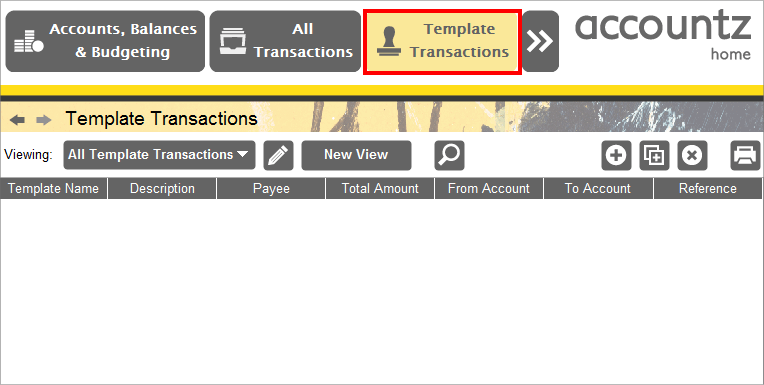 Accounts, Balances
& Budgeting
All
Transactions
Template
Transactions
accountz
home
Template Transactions
Viewing:
All Template Transactions
New View
Template Name
Description
Payee
Total Amount
From Account
To Account
Reference